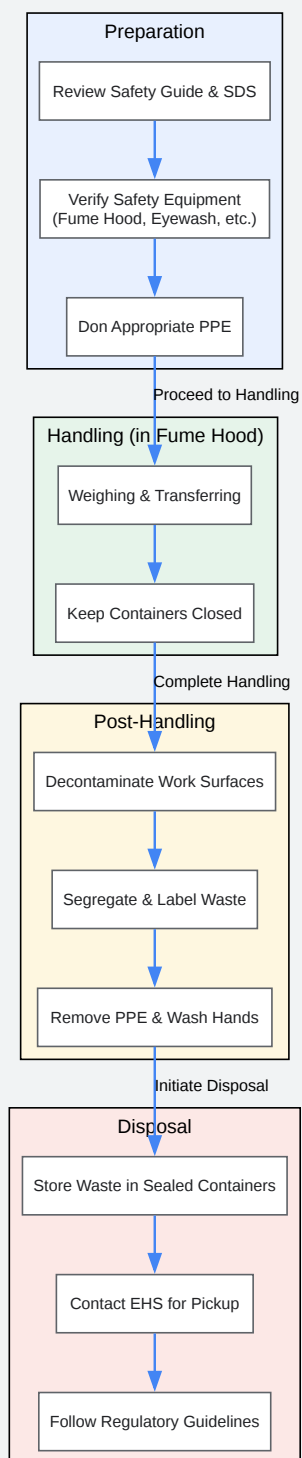 Preparation
Review Safety Guide & SDS
Verify Safety Equipment
(Fume Hood, Eyewash, etc.)
Don Appropriate PPE
Proceed to Handling
Handling (in Fume Hood)
Weighing & Transferring
Keep Containers Closed
Complete Handling
Post-Handling
Decontaminate Work Surfaces
Segregate & Label Waste
Remove PPE & Wash Hands
Initiate Disposal
Disposal
Store Waste in Sealed Containers
Contact EHS for Pickup
Follow Regulatory Guidelines